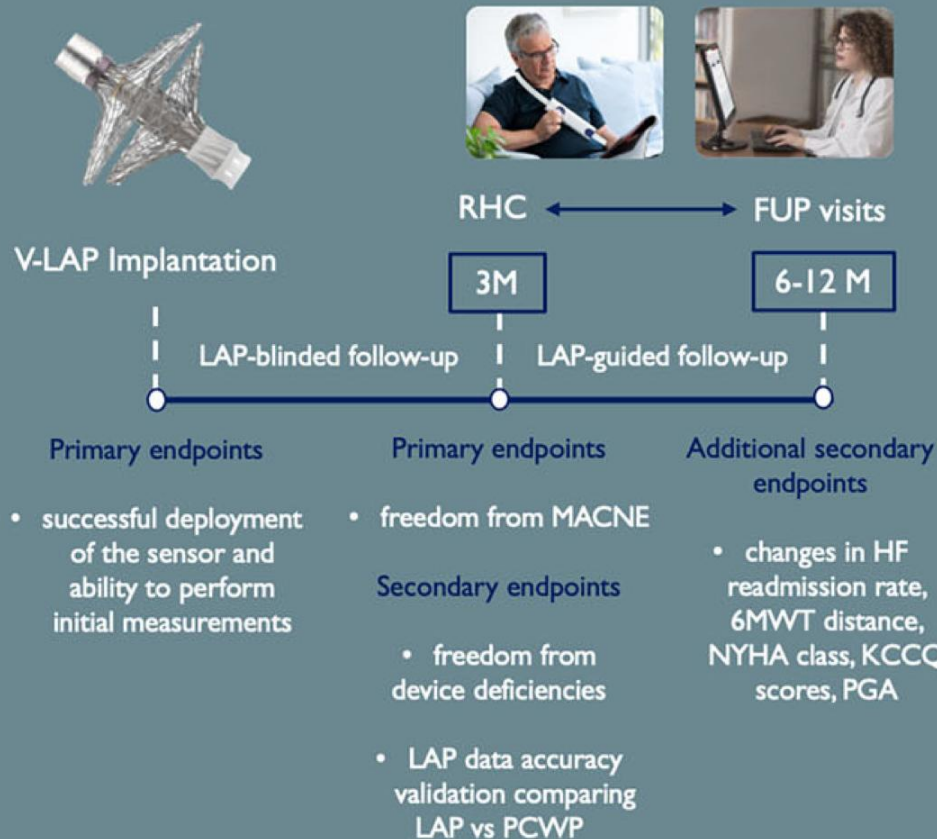 RHC
FUP visits
V-LAP Implantation
3M
6-12 M
LAP-blinded follow-up
LAP-guided follow-up
Primary endpoints
• successful deployment
of the sensor and
ability to perform
initial measurements
Primary endpoints
• freedom from MACNE
Secondary endpoints
• freedom from
device deficiencies
• LAP data accuracy
validation comparing
LAP vs PCWP
Additional secondary
endpoints
• changes in HF
readmission rate,
6MWT distance,
NYHA class, KCCQ
scores, PGA